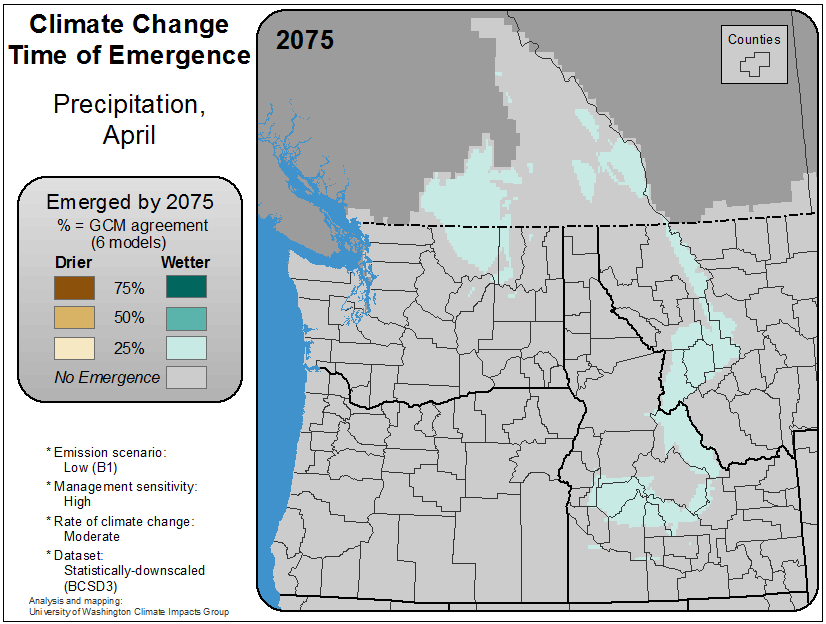 Climate Change
Time of Emergence
Precipitation,
April
Emerged by 2075
% = GCM agreement
(6 models)
Drier Wetter
75%
50%
25%
No Emergence
* Emission scenario:
Low (B1)
* Management sensitivity:
High
* Rate of climate change:
Moderate
* Dataset:
Statistically-downscaled
(BCSD3)
Analysis and mapping:
University of Washington Climate Impacts Group
2075
Counties